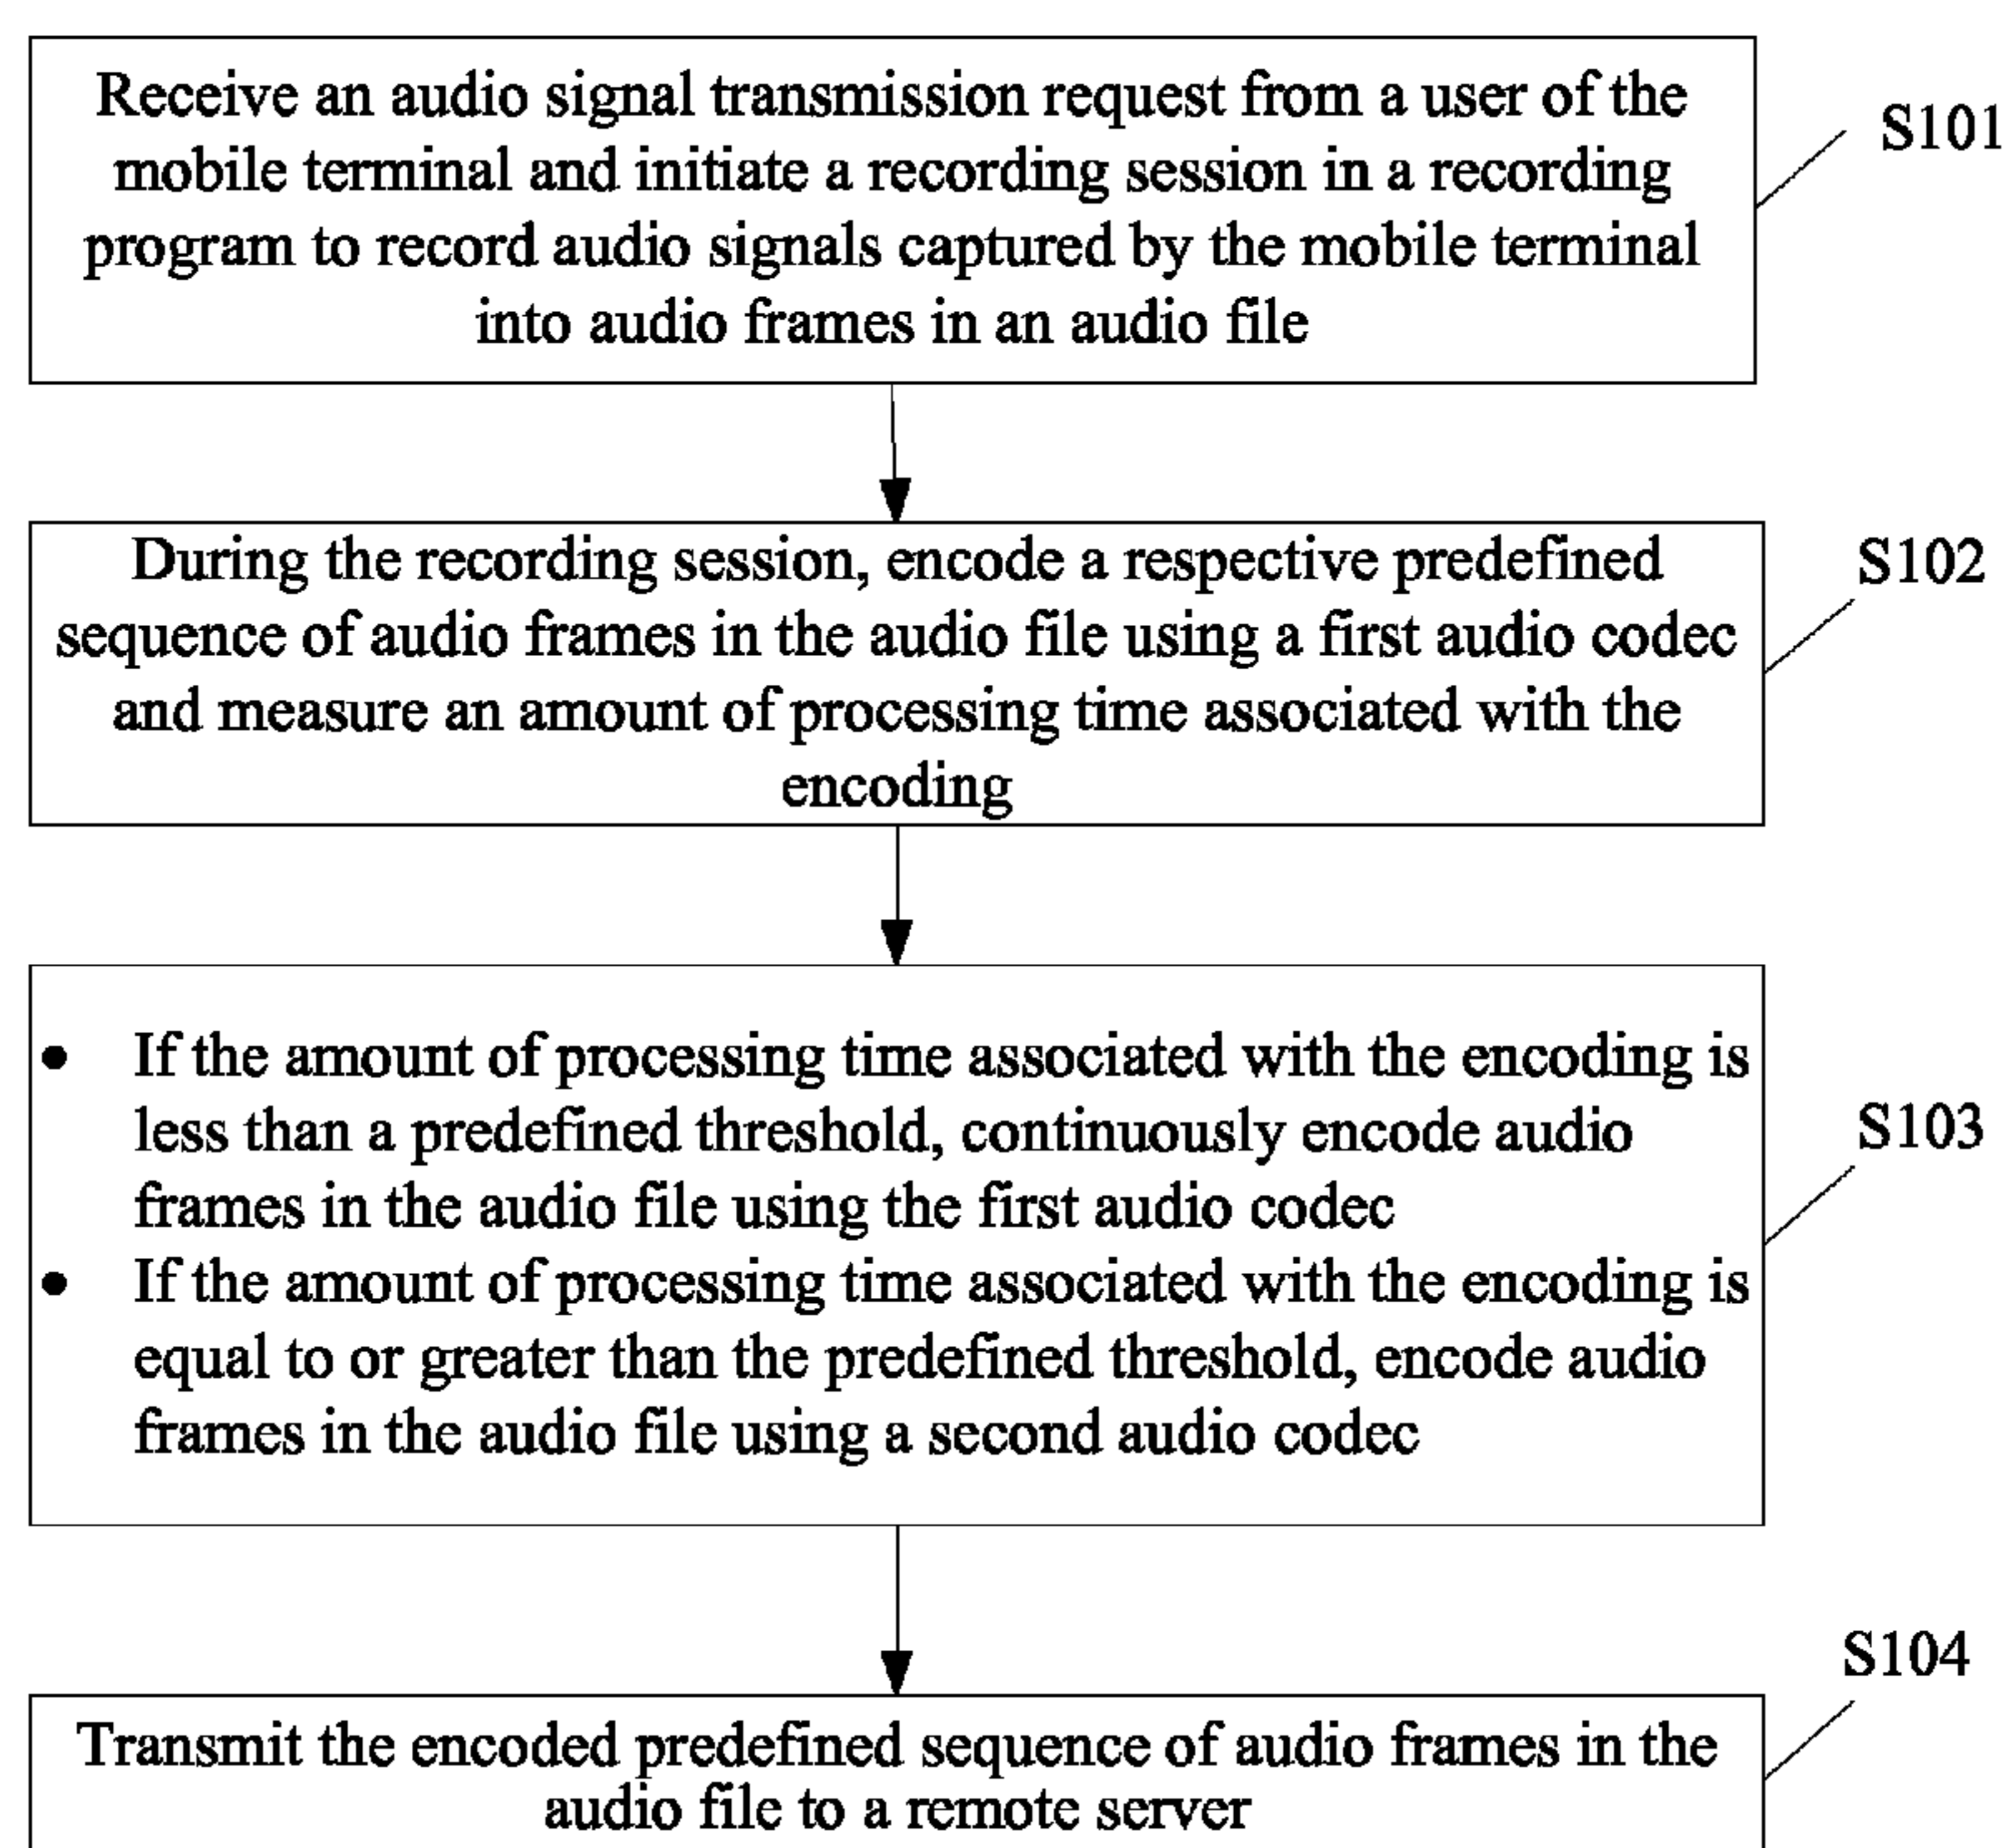 Receive an audio signal transmission request from a user of the
mobile terminal and initiate a recording session in a recording
program to record audio signals captured by the mobile terminal
into audio frames in an audio file
S101
During the recording session, encode a respective predefined
sequence of audio frames in the audio file using a first audio codec
and measure an amount of processing time associated with the
encoding
S102
• If the amount of processing time associated with the encoding is
less than a predefined threshold, continuously encode audio
frames in the audio file using the first audio codec
• If the amount of processing time associated with the encoding is
equal to or greater than the predefined threshold, encode audio
frames in the audio file using a second audio codec
S103
Transmit the encoded predefined sequence of audio frames in the
audio file to a remote server
S104